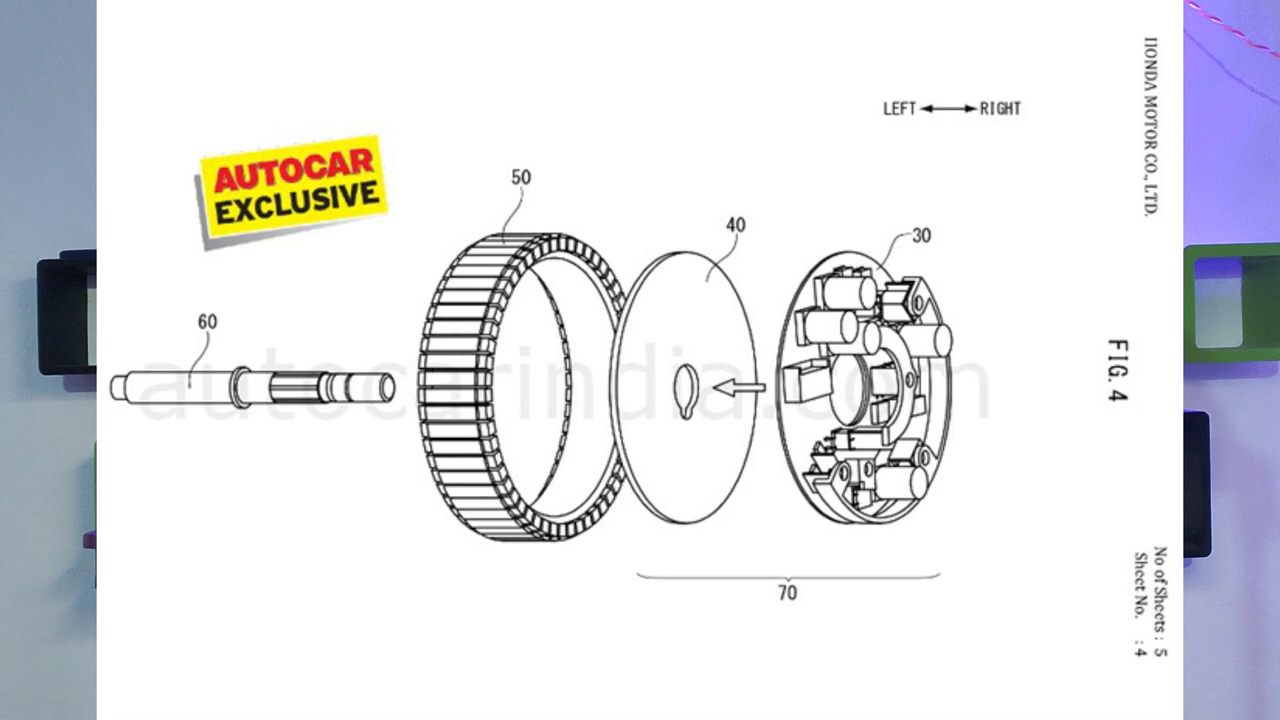 HONDA MOTOR CO., LTD.
LEFT RIGHT
AUTOCAR
EXCLUSIVE
50
40
30
60
autocarindia.com
FIG. 4
70
No of Sheets : 5
Sheet No. : 4